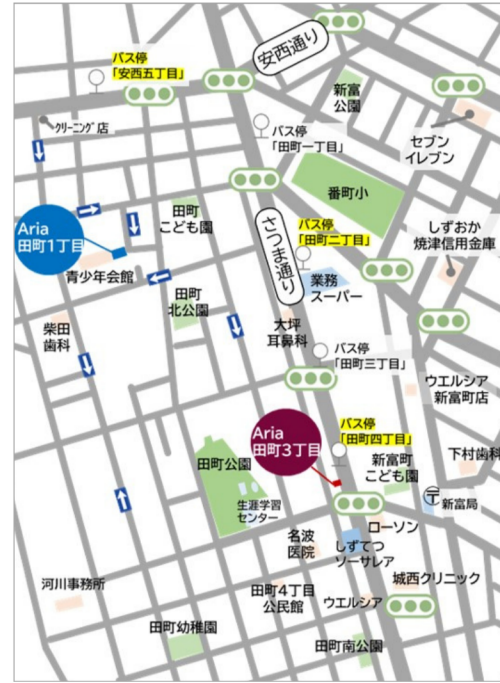 安西通り
バス停
「安西五丁目」
新富
公園
クリーニング店
バス停
「田町一丁目」
セブン
イレブン
番町小
Aria
田町1丁目
田町
こども園
さつま通り
バス停
「田町二丁目」
しずおか
焼津信用金庫
青少年会館
業務
スーパー
田町
北公園
柴田
歯科
大坪
耳鼻科
バス停
「田町三丁目」
ウエルシア
新富町店
Aria
田町3丁目
バス停
「田町四丁目」
田町公園
新富町
こども園
下村歯科
生涯学習
センター
〒
新富局
ローソン
名波
医院
しずてつ
ソーサレア
河川事務所
田町4丁目
公民館
城西クリニック
ウエルシア
田町幼稚園
田町南公園